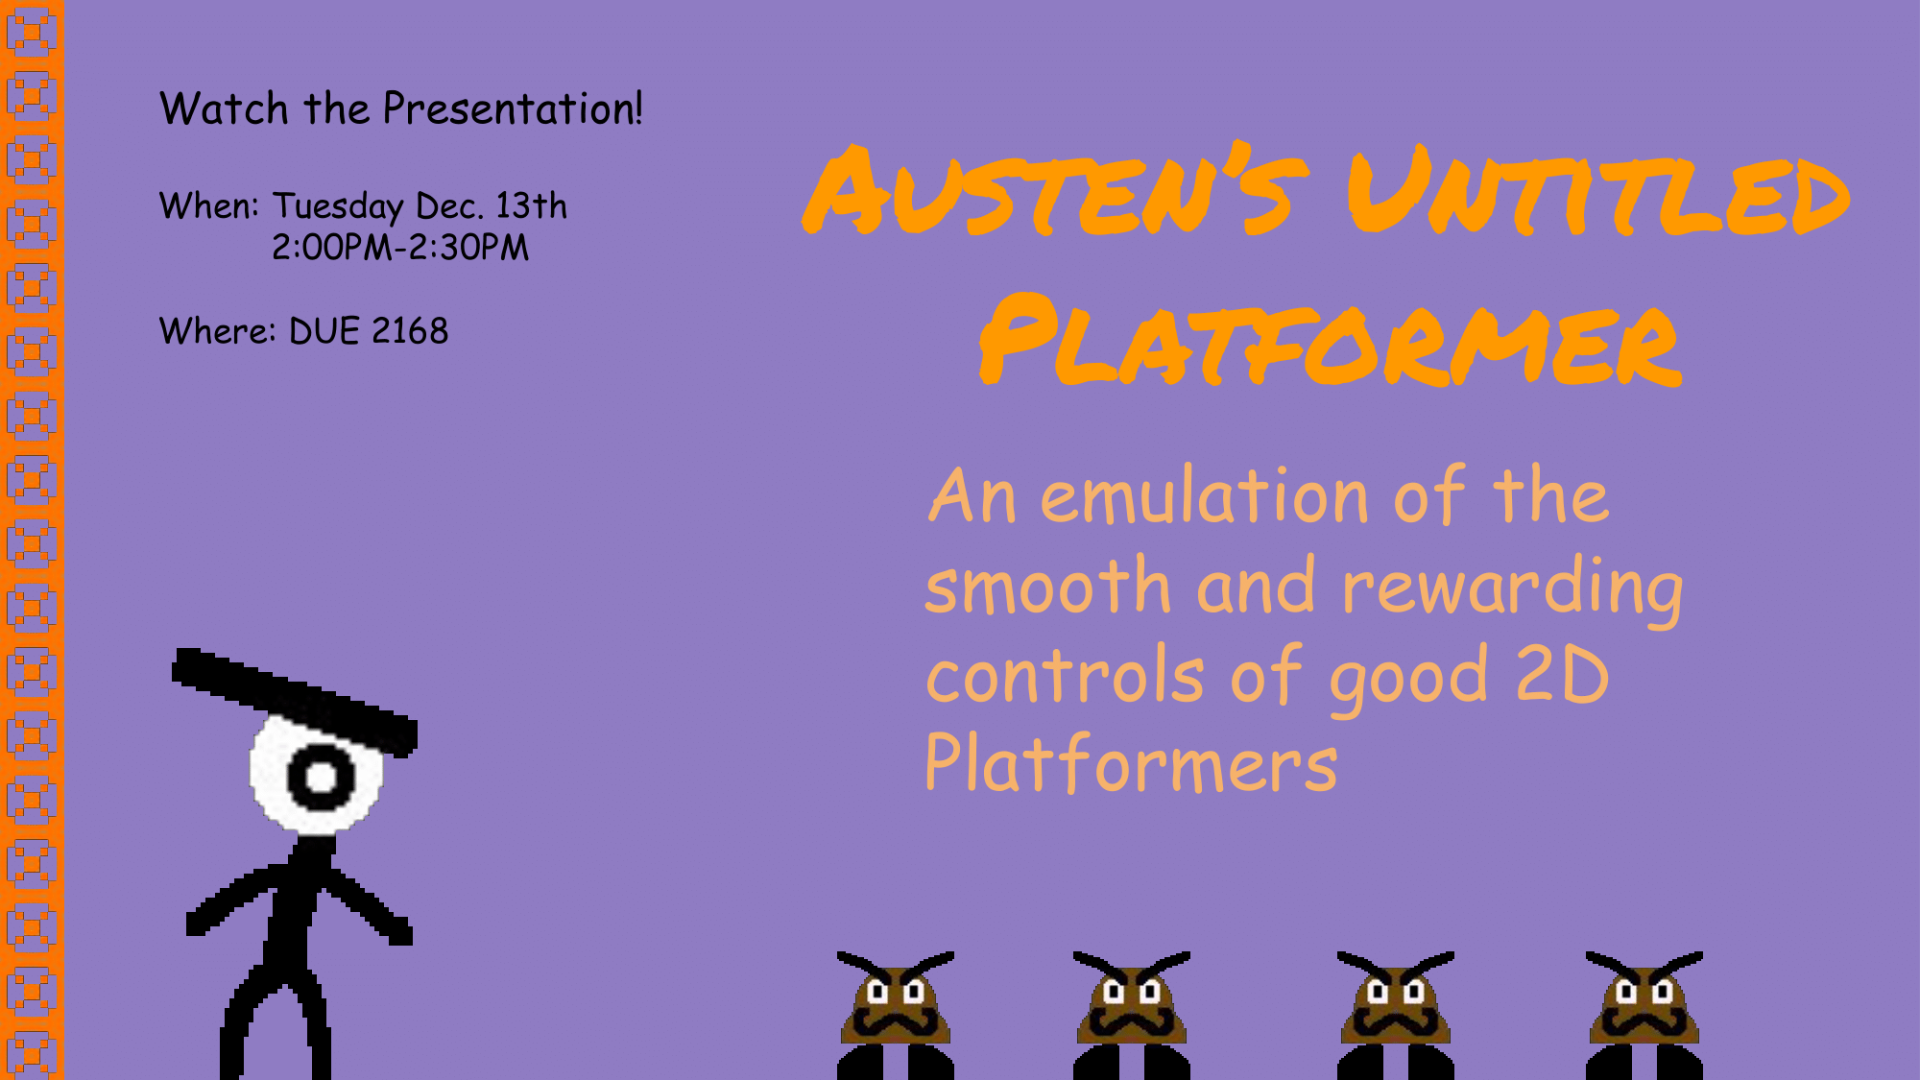 Watch the Presentation!
When: Tuesday Dec. 13th
2:00PM-2:30PM
Where: DUE 2168
Austen's Untitled
Platformer
An emulation of the
smooth and rewarding
controls of good 2D
Platformers